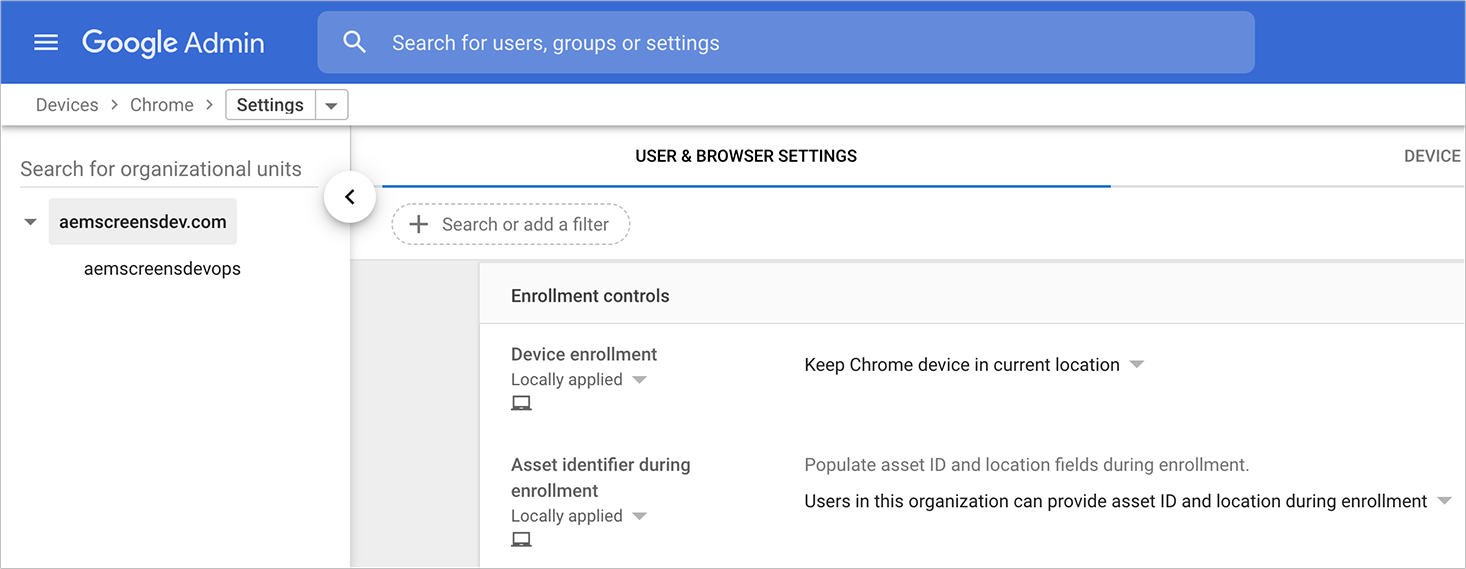 Google Admin
Search for users, groups or settings
Devices > Chrome > Settings
Search for organizational units
aemscreensdev.com
aemscreensdevops
USER & BROWSER SETTINGS
DEVICE
Search or add a filter
Enrollment controls
Device enrollment
Locally applied
Keep Chrome device in current location
Asset identifier during
enrollment
Locally applied
Populate asset ID and location fields during enrollment.
Users in this organization can provide asset ID and location during enrollment